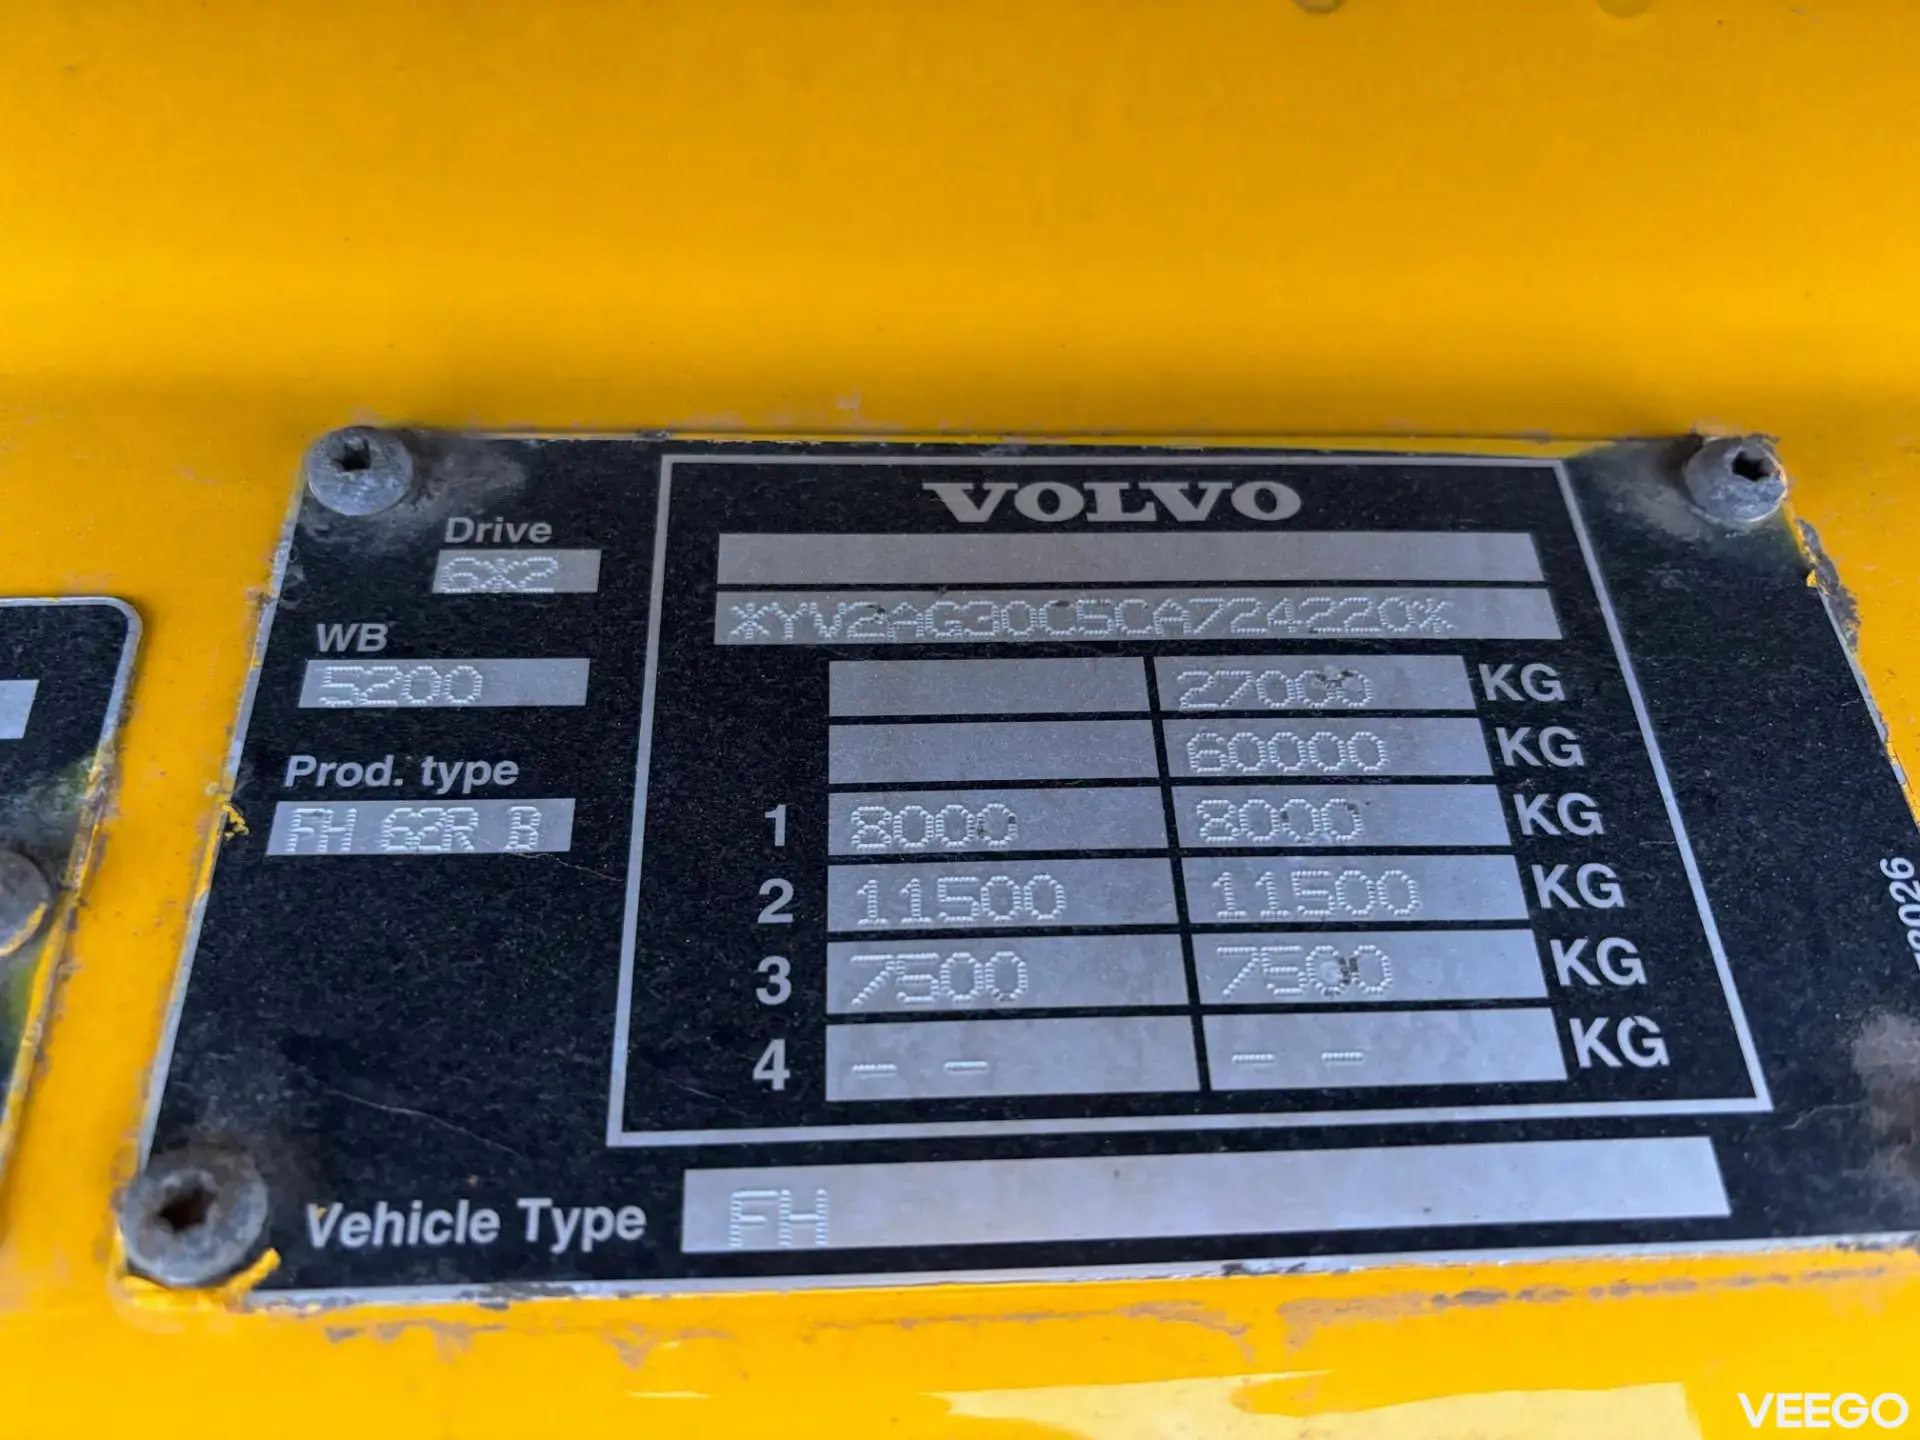 VOLVO
Drive
6X2
*YV2AG30C5CA724220*
WB
5200
27000 KG
60000 KG
Prod. type
FH 62R B
1 8000 8000 KG
2 11500 11500 KG
3 7500 7500 KG
4 - - - - KG
Vehicle Type FH
VEEGO